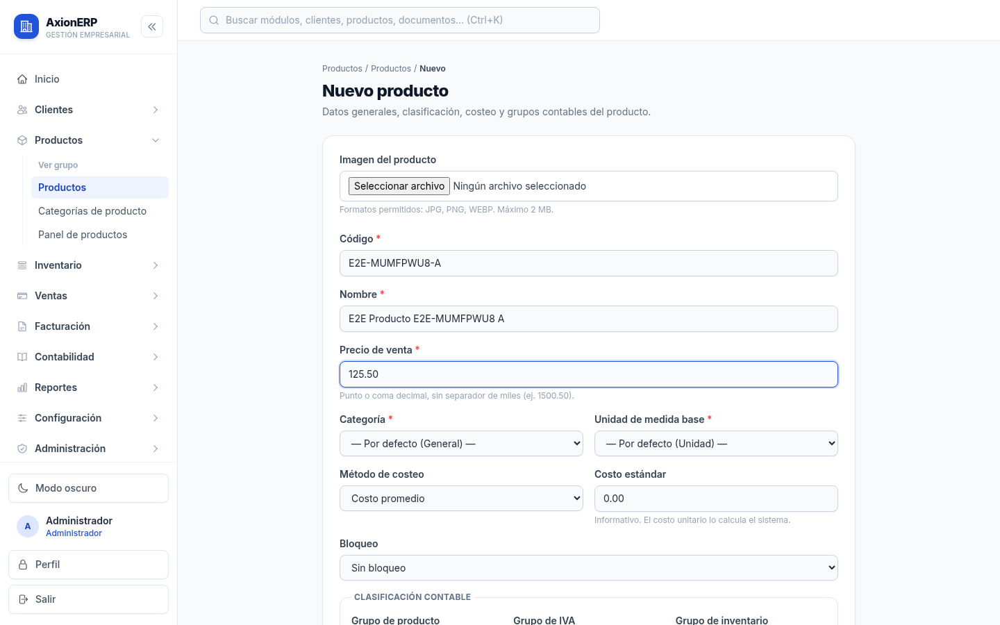 AxionERP
GESTIÓN EMPRESARIAL
Inicio
Clientes
Productos
Ver grupo
Productos
Categorías de producto
Panel de productos
Inventario
Ventas
Facturación
Contabilidad
Reportes
Configuración
Administración
Modo oscuro
A
Administrador
Administrador
Perfil
Salir
Buscar módulos, clientes, productos, documentos... (Ctrl+K)
Productos / Productos / Nuevo
Nuevo producto
Datos generales, clasificación, costeo y grupos contables del producto.
Imagen del producto
Seleccionar archivo Ningún archivo seleccionado
Formatos permitidos: JPG, PNG, WEBP. Máximo 2 MB.
Código *
E2E-MUMFPWU8-A
Nombre *
E2E Producto E2E-MUMFPWU8 A
Precio de venta *
125.50
Punto o coma decimal, sin separador de miles (ej. 1500.50).
Categoría * Unidad de medida base *
— Por defecto (General) — — Por defecto (Unidad) —
Método de costeo Costo estándar
Costo promedio 0.00
Informativo. El costo unitario lo calcula el sistema.
Bloqueo
Sin bloqueo
CLASIFICACIÓN CONTABLE
Grupo de producto Grupo de IVA Grupo de inventario